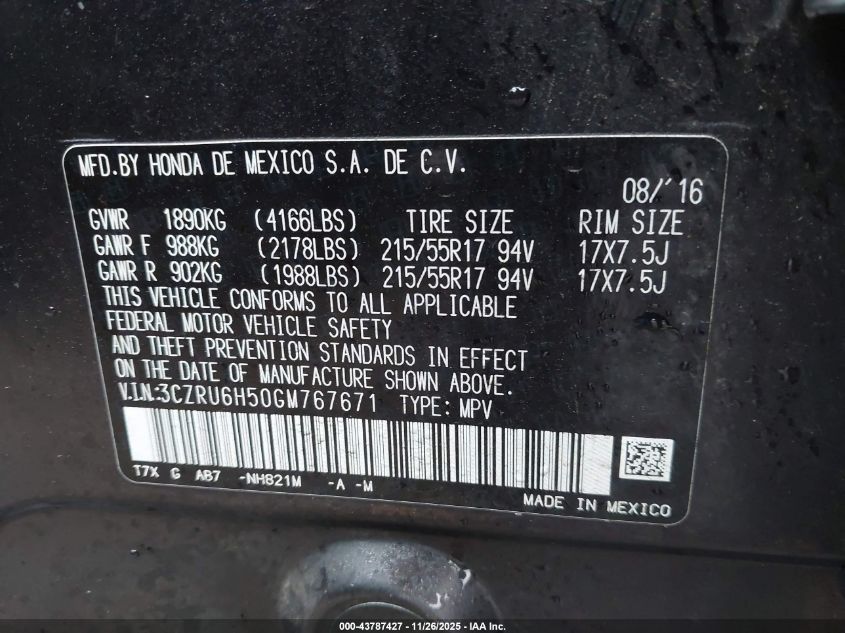 MFD.BY HONDA DE MEXICO S.A. DE C.V.
08/'16
GVWR 1890KG (4166LBS) TIRE SIZE RIM SIZE
GAWR F 988KG (2178LBS) 215/55R17 94V 17X7.5J
GAWR R 902KG (1988LBS) 215/55R17 94V 17X7.5J
THIS VEHICLE CONFORMS TO ALL APPLICABLE
FEDERAL MOTOR VEHICLE SAFETY
AND THEFT PREVENTION STANDARDS IN EFFECT
ON THE DATE OF MANUFACTURE SHOWN ABOVE.
V.I.N.:3CZRU6H50GM767671 TYPE: MPV
T7X G AB7 -NH821M -A -M
MADE IN MEXICO
000-43787427 - 11/26/2025 - IAA Inc.